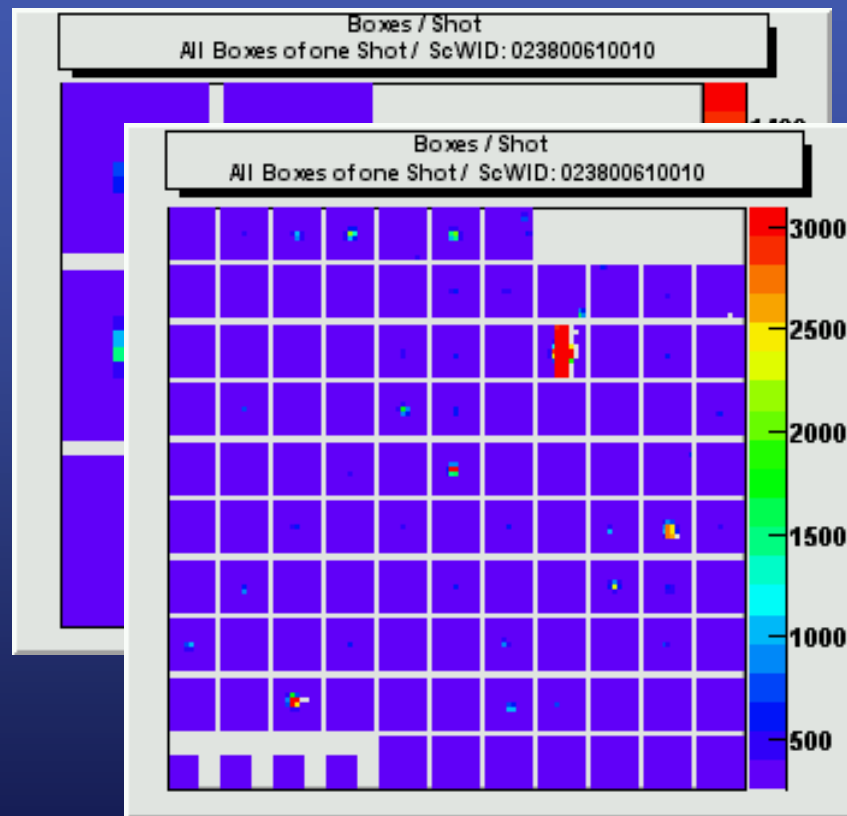 Boxes / Shot
All Boxes of one Shot / ScWID: 023800610010
Boxes / Shot
All Boxes of one Shot / ScWID: 023800610010
3000
2500
2000
1500
1000
500